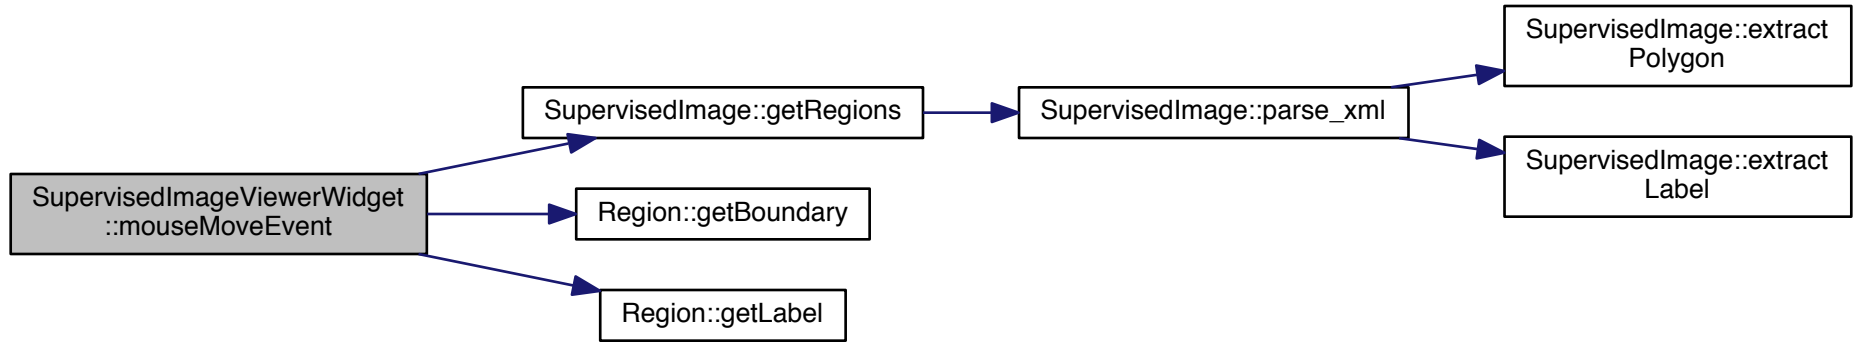 SupervisedImageViewerWidget
::mouseMoveEvent
SupervisedImage::getRegions
Region::getBoundary
Region::getLabel
SupervisedImage::parse_xml
SupervisedImage::extract
Polygon
SupervisedImage::extract
Label